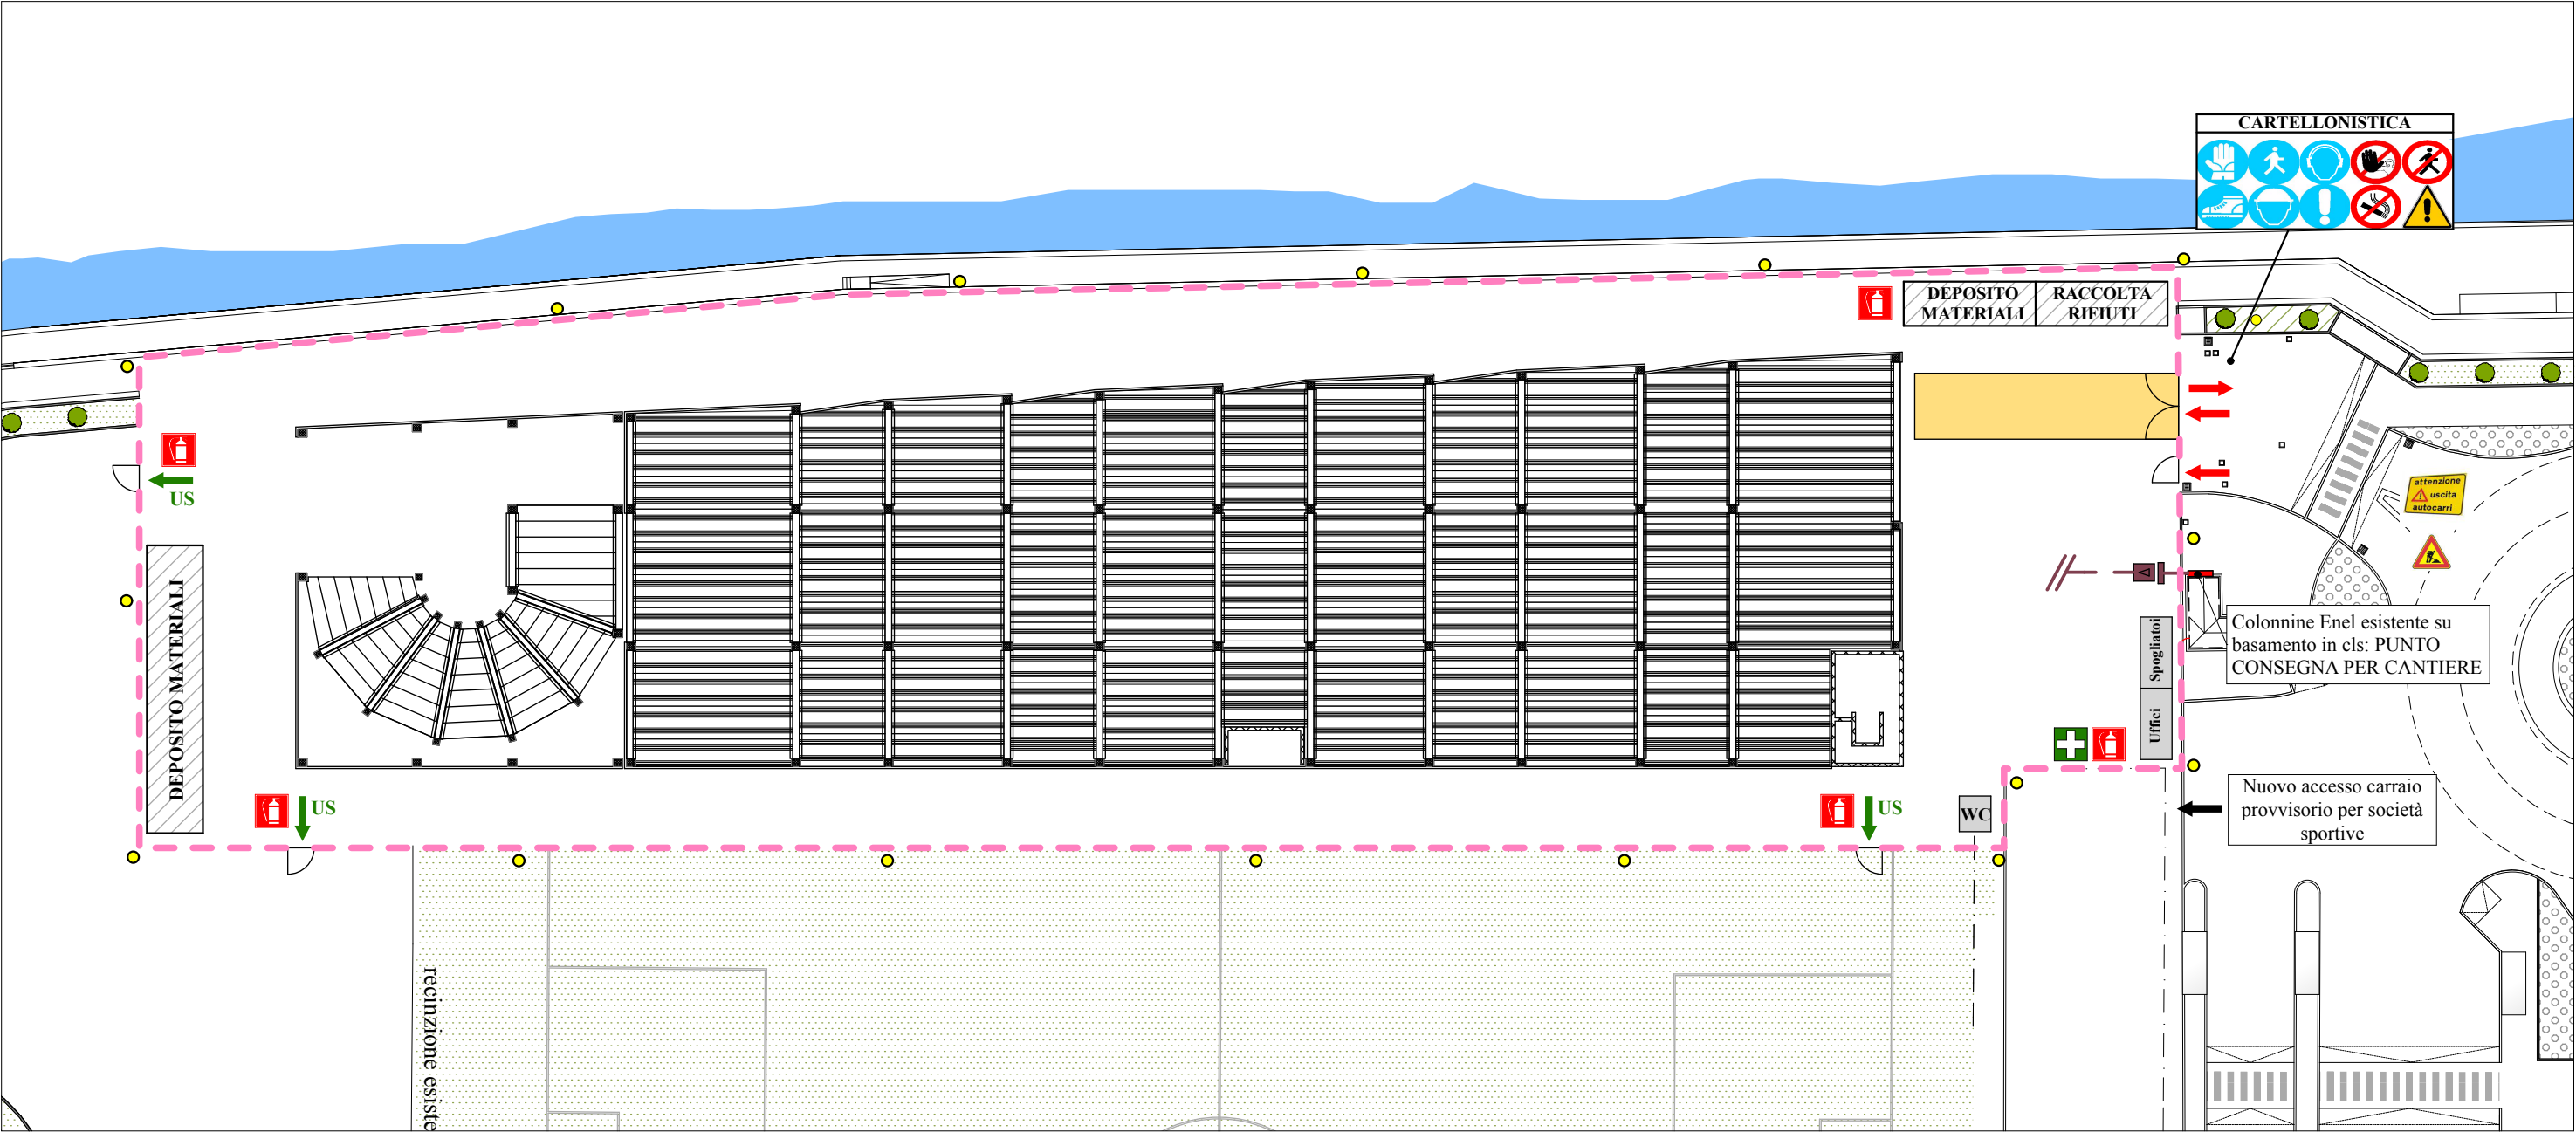 CARTELLONISTICA
DEPOSITO
MATERIALI
RACCOLTA
RIFIUTI
US
attenzione
uscita
autocarri
DEPOSITO MATERIALI
Colonnine Enel esistente su
basamento in cls: PUNTO
CONSEGNA PER CANTIERE
Spogliatoi
Uffici
US
US
WC
Nuovo accesso carraio
provvisorio per società
sportive
recinzione esiste